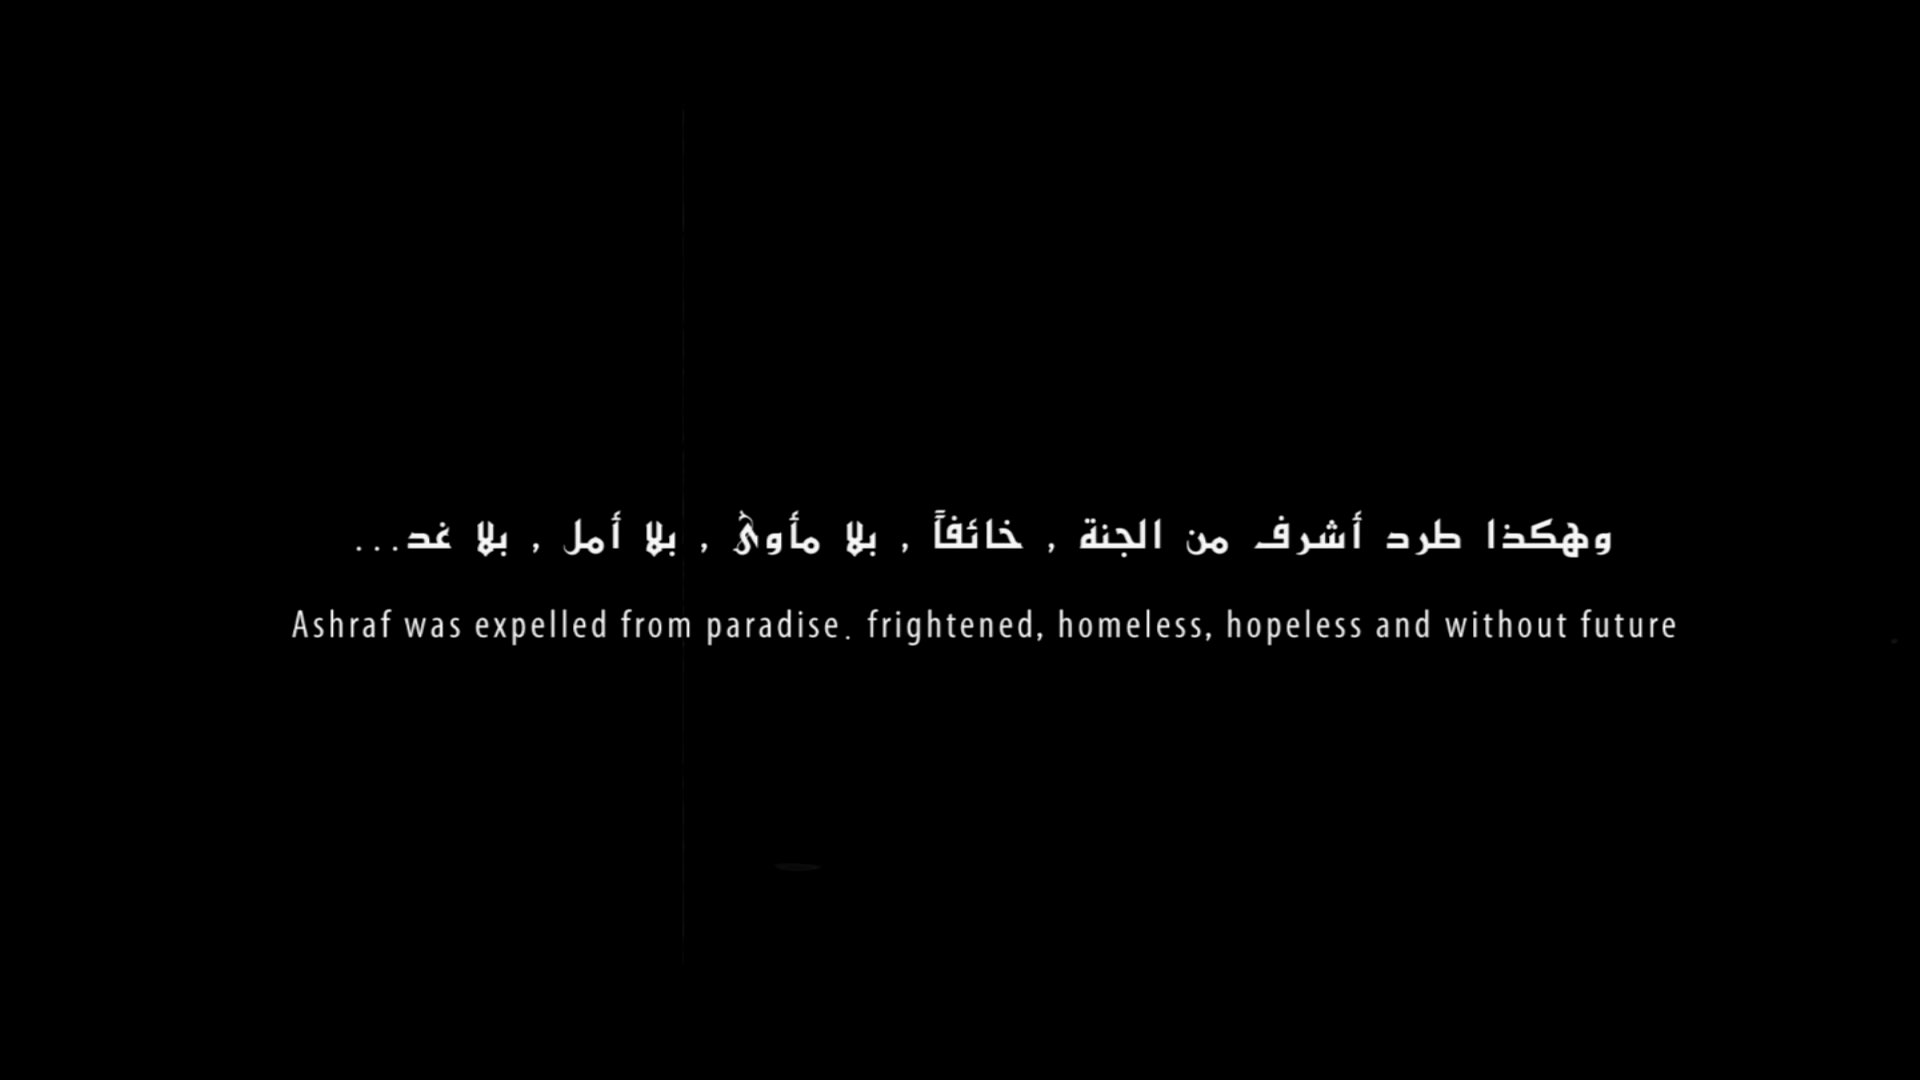 وهكذا طرد أشرف من الجنة , خائفاً , بلا مأوىْ , بلا أمل , بلا غد...
Ashraf was expelled from paradise. frightened, homeless, hopeless and without future